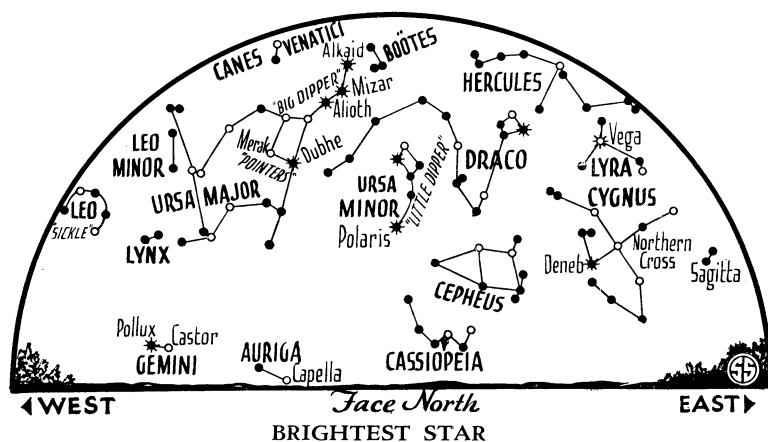 CANES VENATICI
Alkaid
BOÖTES
HERCULES
"BIG DIPPER"
Mizar
Alioth
LEO
MINOR
Merak
"POINTERS"
Dubhe
DRACO
Vega
LYRA
URSA MAJOR
URSA
MINOR
"LITTLE DIPPER"
CYGNUS
LEO
"SICKLE"
Polaris
LYNX
Northern
Cross
Deneb
Sagitta
CEPHEUS
Pollux
Castor
GEMINI
AURIGA
Capella
CASSIOPEIA
SS
WEST
Face North
EAST
BRIGHTEST STAR